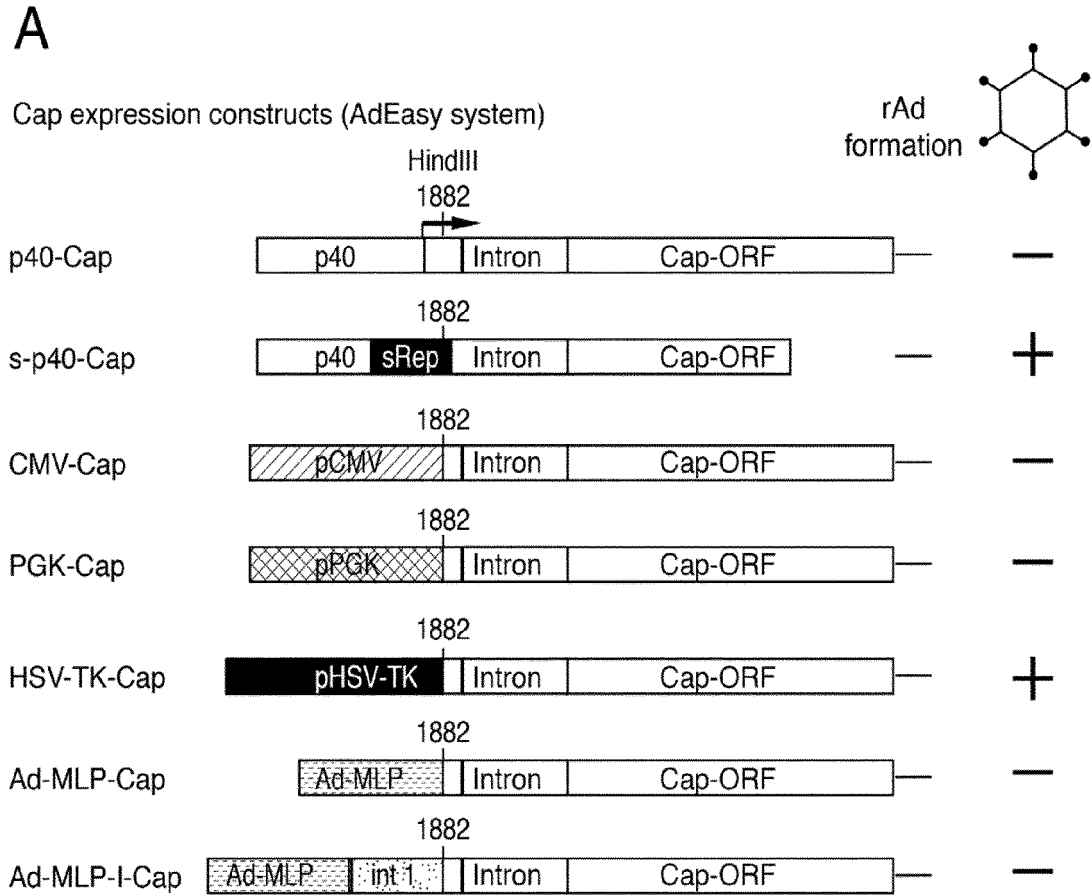 A
Cap expression constructs (AdEasy system)
rAd
formation
HindIII
1882
p40-Cap p40 Intron Cap-ORF — −
1882
s-p40-Cap p40 sRep Intron Cap-ORF — +
1882
CMV-Cap pCMV Intron Cap-ORF — −
1882
PGK-Cap pPGK Intron Cap-ORF — −
1882
HSV-TK-Cap pHSV-TK Intron Cap-ORF — +
1882
Ad-MLP-Cap Ad-MLP Intron Cap-ORF — −
1882
Ad-MLP-I-Cap Ad-MLP int 1 Intron Cap-ORF — −